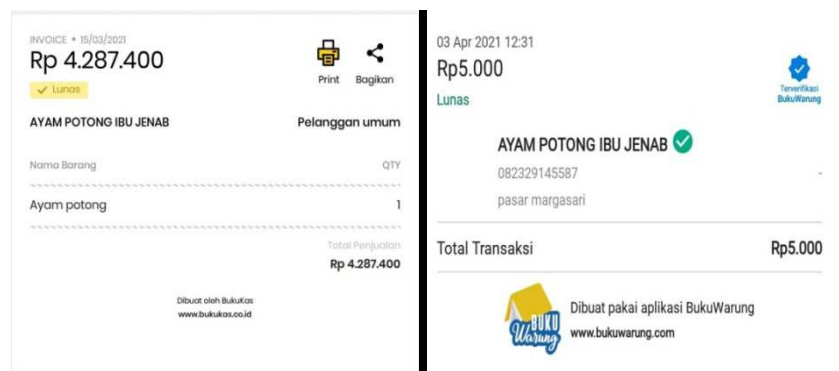 INVOICE • 15/03/2021
Rp 4.287.400
Lunas
Print Bagikan
AYAM POTONG IBU JENAB Pelanggan umum
Nama Barang QTY
Ayam potong 1
Total Penjualan
Rp 4.287.400
Dibuat oleh BukuKas
www.bukukas.co.id
03 Apr 2021 12:31
Rp5.000
Lunas
Terverifikasi
BukuWarung
AYAM POTONG IBU JENAB
082329145587 -
pasar margasari
Total Transaksi Rp5.000
BUKU
Warung
Dibuat pakai aplikasi BukuWarung
www.bukuwarung.com